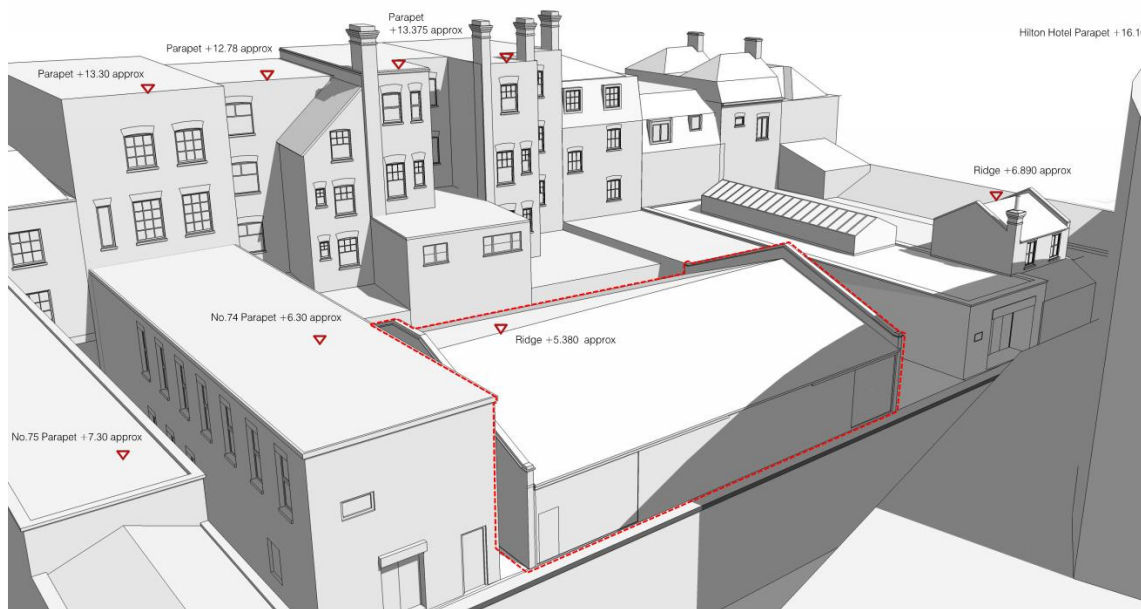 Parapet
+13.375 approx
Hilton Hotel Parapet +16.1
Parapet +12.78 approx
Parapet +13.30 approx
Ridge +6.890 approx
No.74 Parapet +6.30 approx
Ridge +5.380 approx
No.75 Parapet +7.30 approx